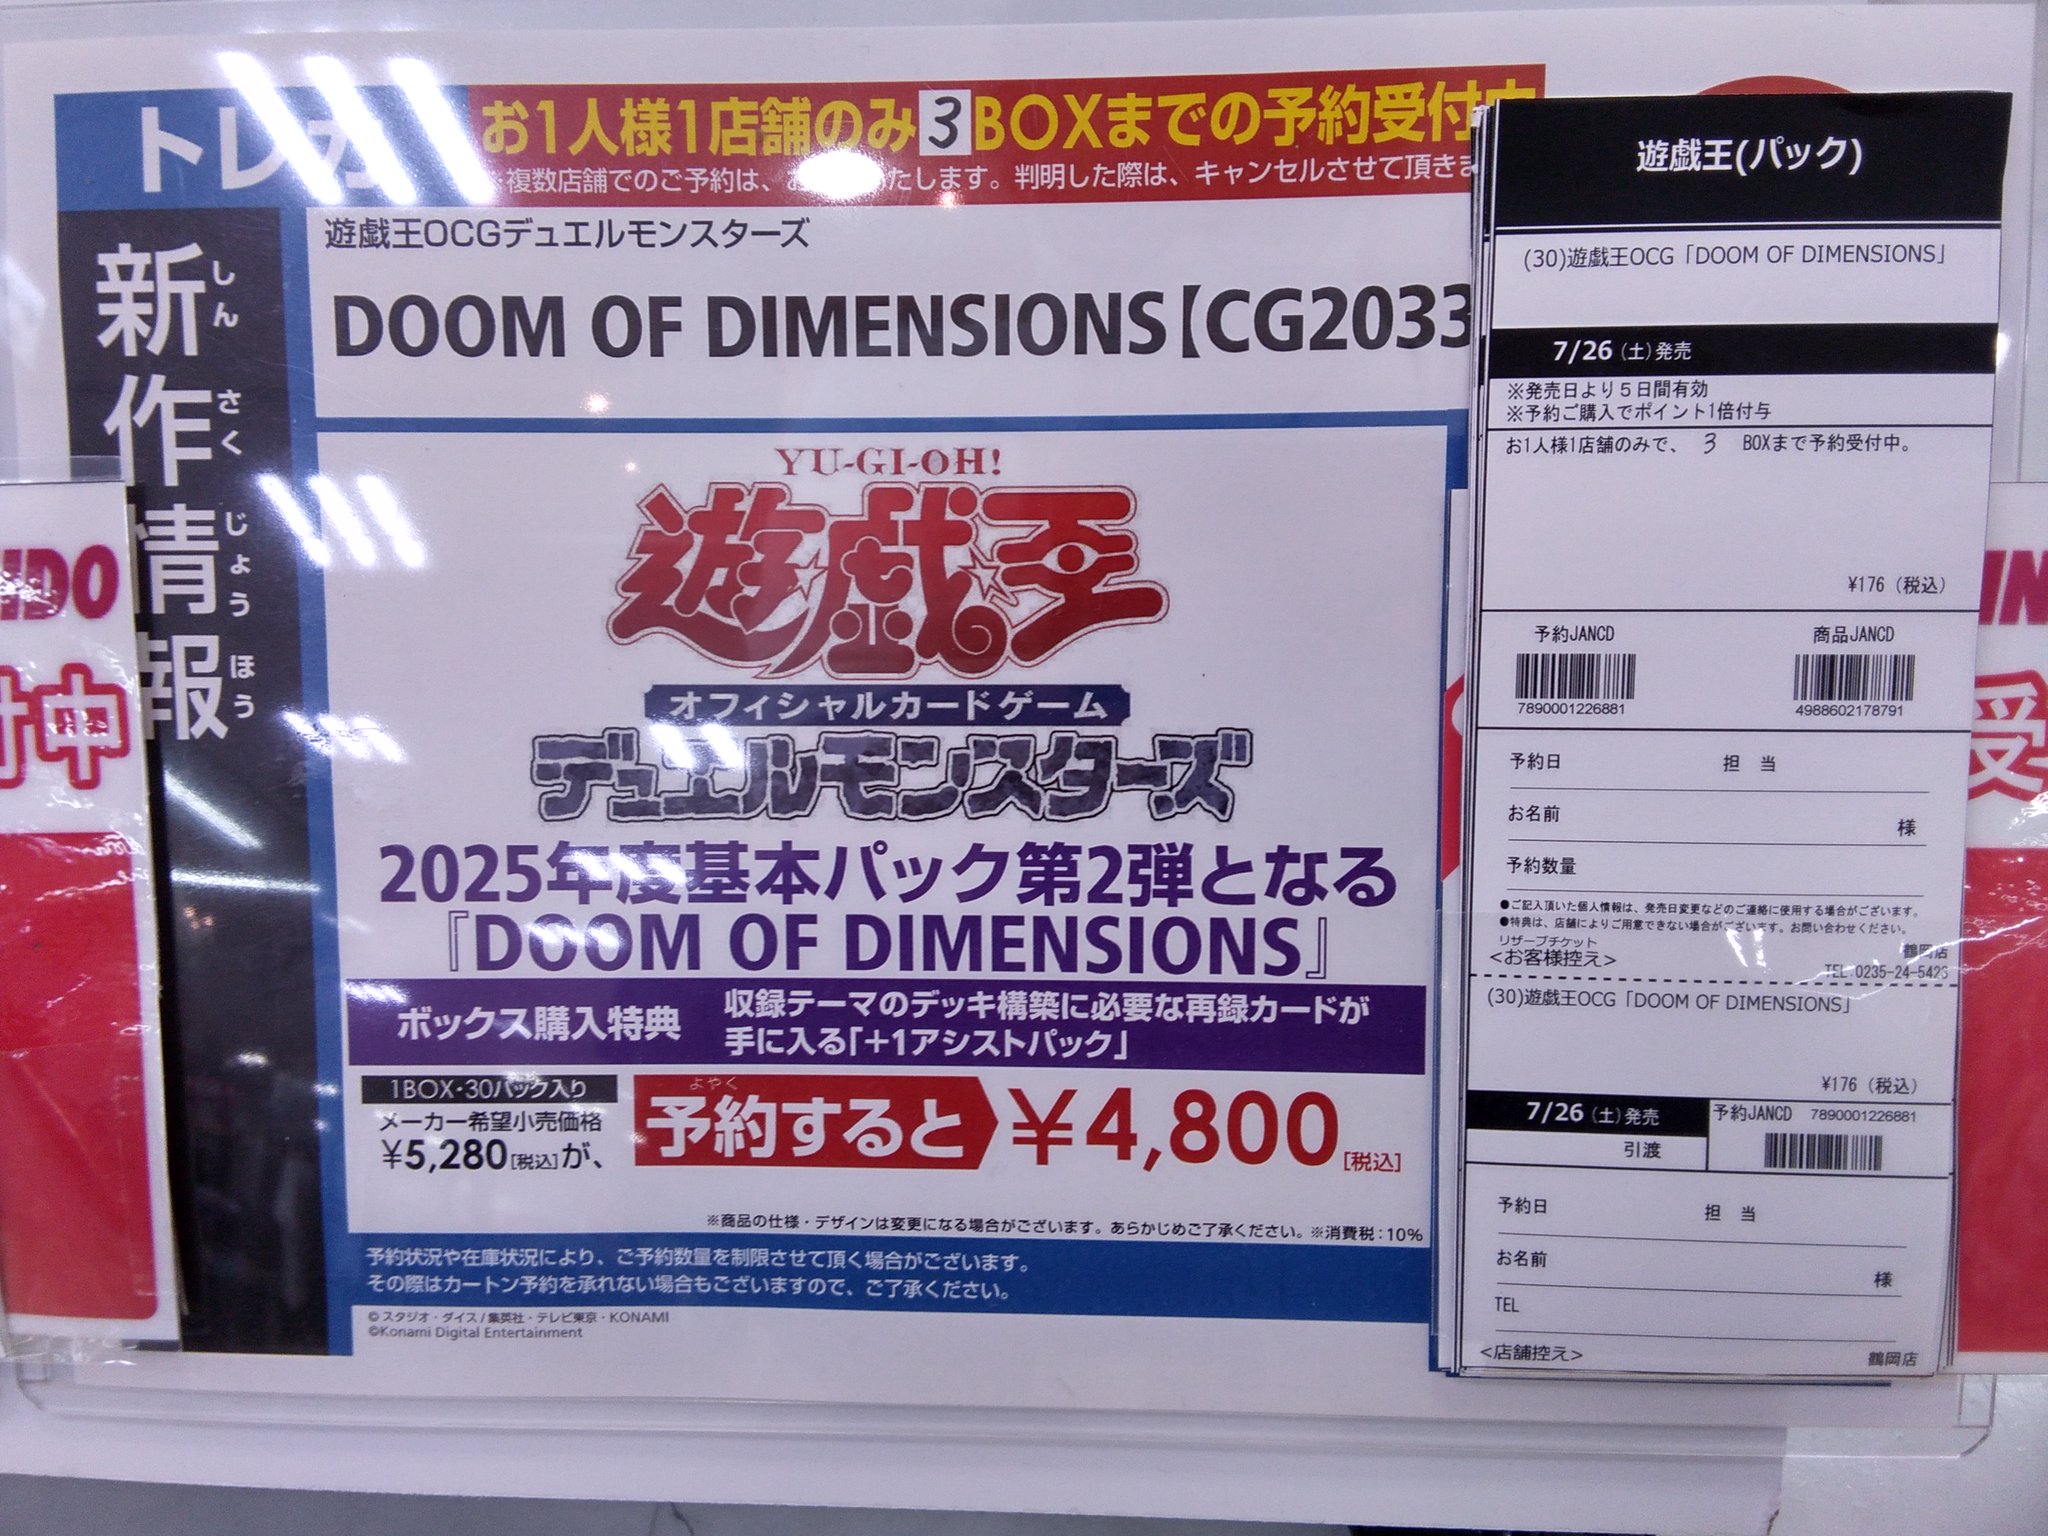 トレカ
お1人様1店舗のみ3BOXまでの予約受付中
※複数店舗でのご予約は、お たします。判明した際は、キャンセルさせて頂きま
新作情報
しんさくじょうほう
遊戯王OCGデュエルモンスターズ
DOOM OF DIMENSIONS【CG2033
YU-GI-OH!
遊戯王
オフィシャルカードゲーム
デュエルモンスターズ
2025年度基本パック第2弾となる
『DOOM OF DIMENSIONS』
ボックス購入特典
収録テーマのデッキ構築に必要な再録カードが
手に入る「+1アシストパック」
1BOX・30パック入り
メーカー希望小売価格
¥5,280[税込]が、
よやく
予約すると
¥4,800[税込]
※商品の仕様・デザインは変更になる場合がございます。あらかじめご了承ください。※消費税：10%
予約状況や在庫状況により、ご予約数量を制限させて頂く場合がございます。
その際はカートン予約を承れない場合もございますので、ご了承ください。
© スタジオ・ダイス/集英社・テレビ東京・KONAMI
©Konami Digital Entertainment
遊戯王(パック)
(30)遊戯王OCG「DOOM OF DIMENSIONS」
7/26（土）発売
※発売日より５日間有効
※予約ご購入でポイント1倍付与
お1人様1店舗のみで、 3 BOXまで予約受付中。
¥176（税込）
予約JANCD 商品JANCD
7890001226881 4988602178791
予約日 担 当
お名前 様
予約数量
●ご記入頂いた個人情報は、発売日変更などのご連絡に使用する場合がございます。
●特典は、店舗によりご用意できない場合がございます。お問い合わせください。
リザーブチケット 鶴岡店
<お客様控え> TEL:0235-24-5426
(30)遊戯王OCG「DOOM OF DIMENSIONS」
¥176（税込）
7/26（土）発売 予約JANCD 7890001226881
引渡
予約日 担 当
お名前 様
TEL
<店舗控え> 鶴岡店
NDO
付中
IN
受